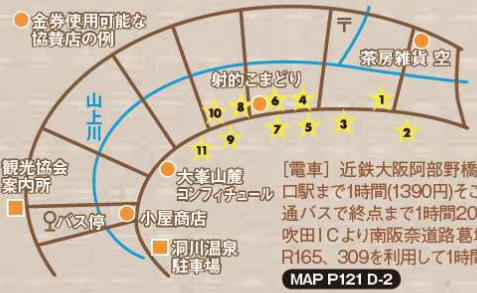 金券使用可能な
協賛店の例
〒
茶房雑貨 空
射的こまどり
山上川
10
8
6
4
1
11
9
7
5
3
2
観光協会
案内所
大峯山麓
コンフィチュール
バス停
小屋商店
洞川温泉
駐車場
[電車] 近鉄大阪阿部野橋
口駅まで1時間(1390円)そこ
通バスで終点まで1時間20
吹田ICより南阪奈道路葛城
R165、309を利用して1時間
MAP P121 D-2